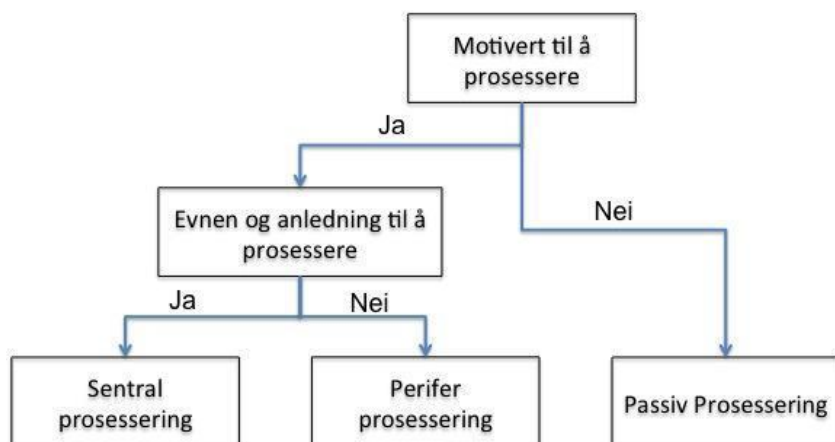 Motivert til å
prosessere
Ja
Nei
Evnen og anledning til å
prosessere
Ja
Nei
Sentral
prosessering
Perifer
prosessering
Passiv Prosessering